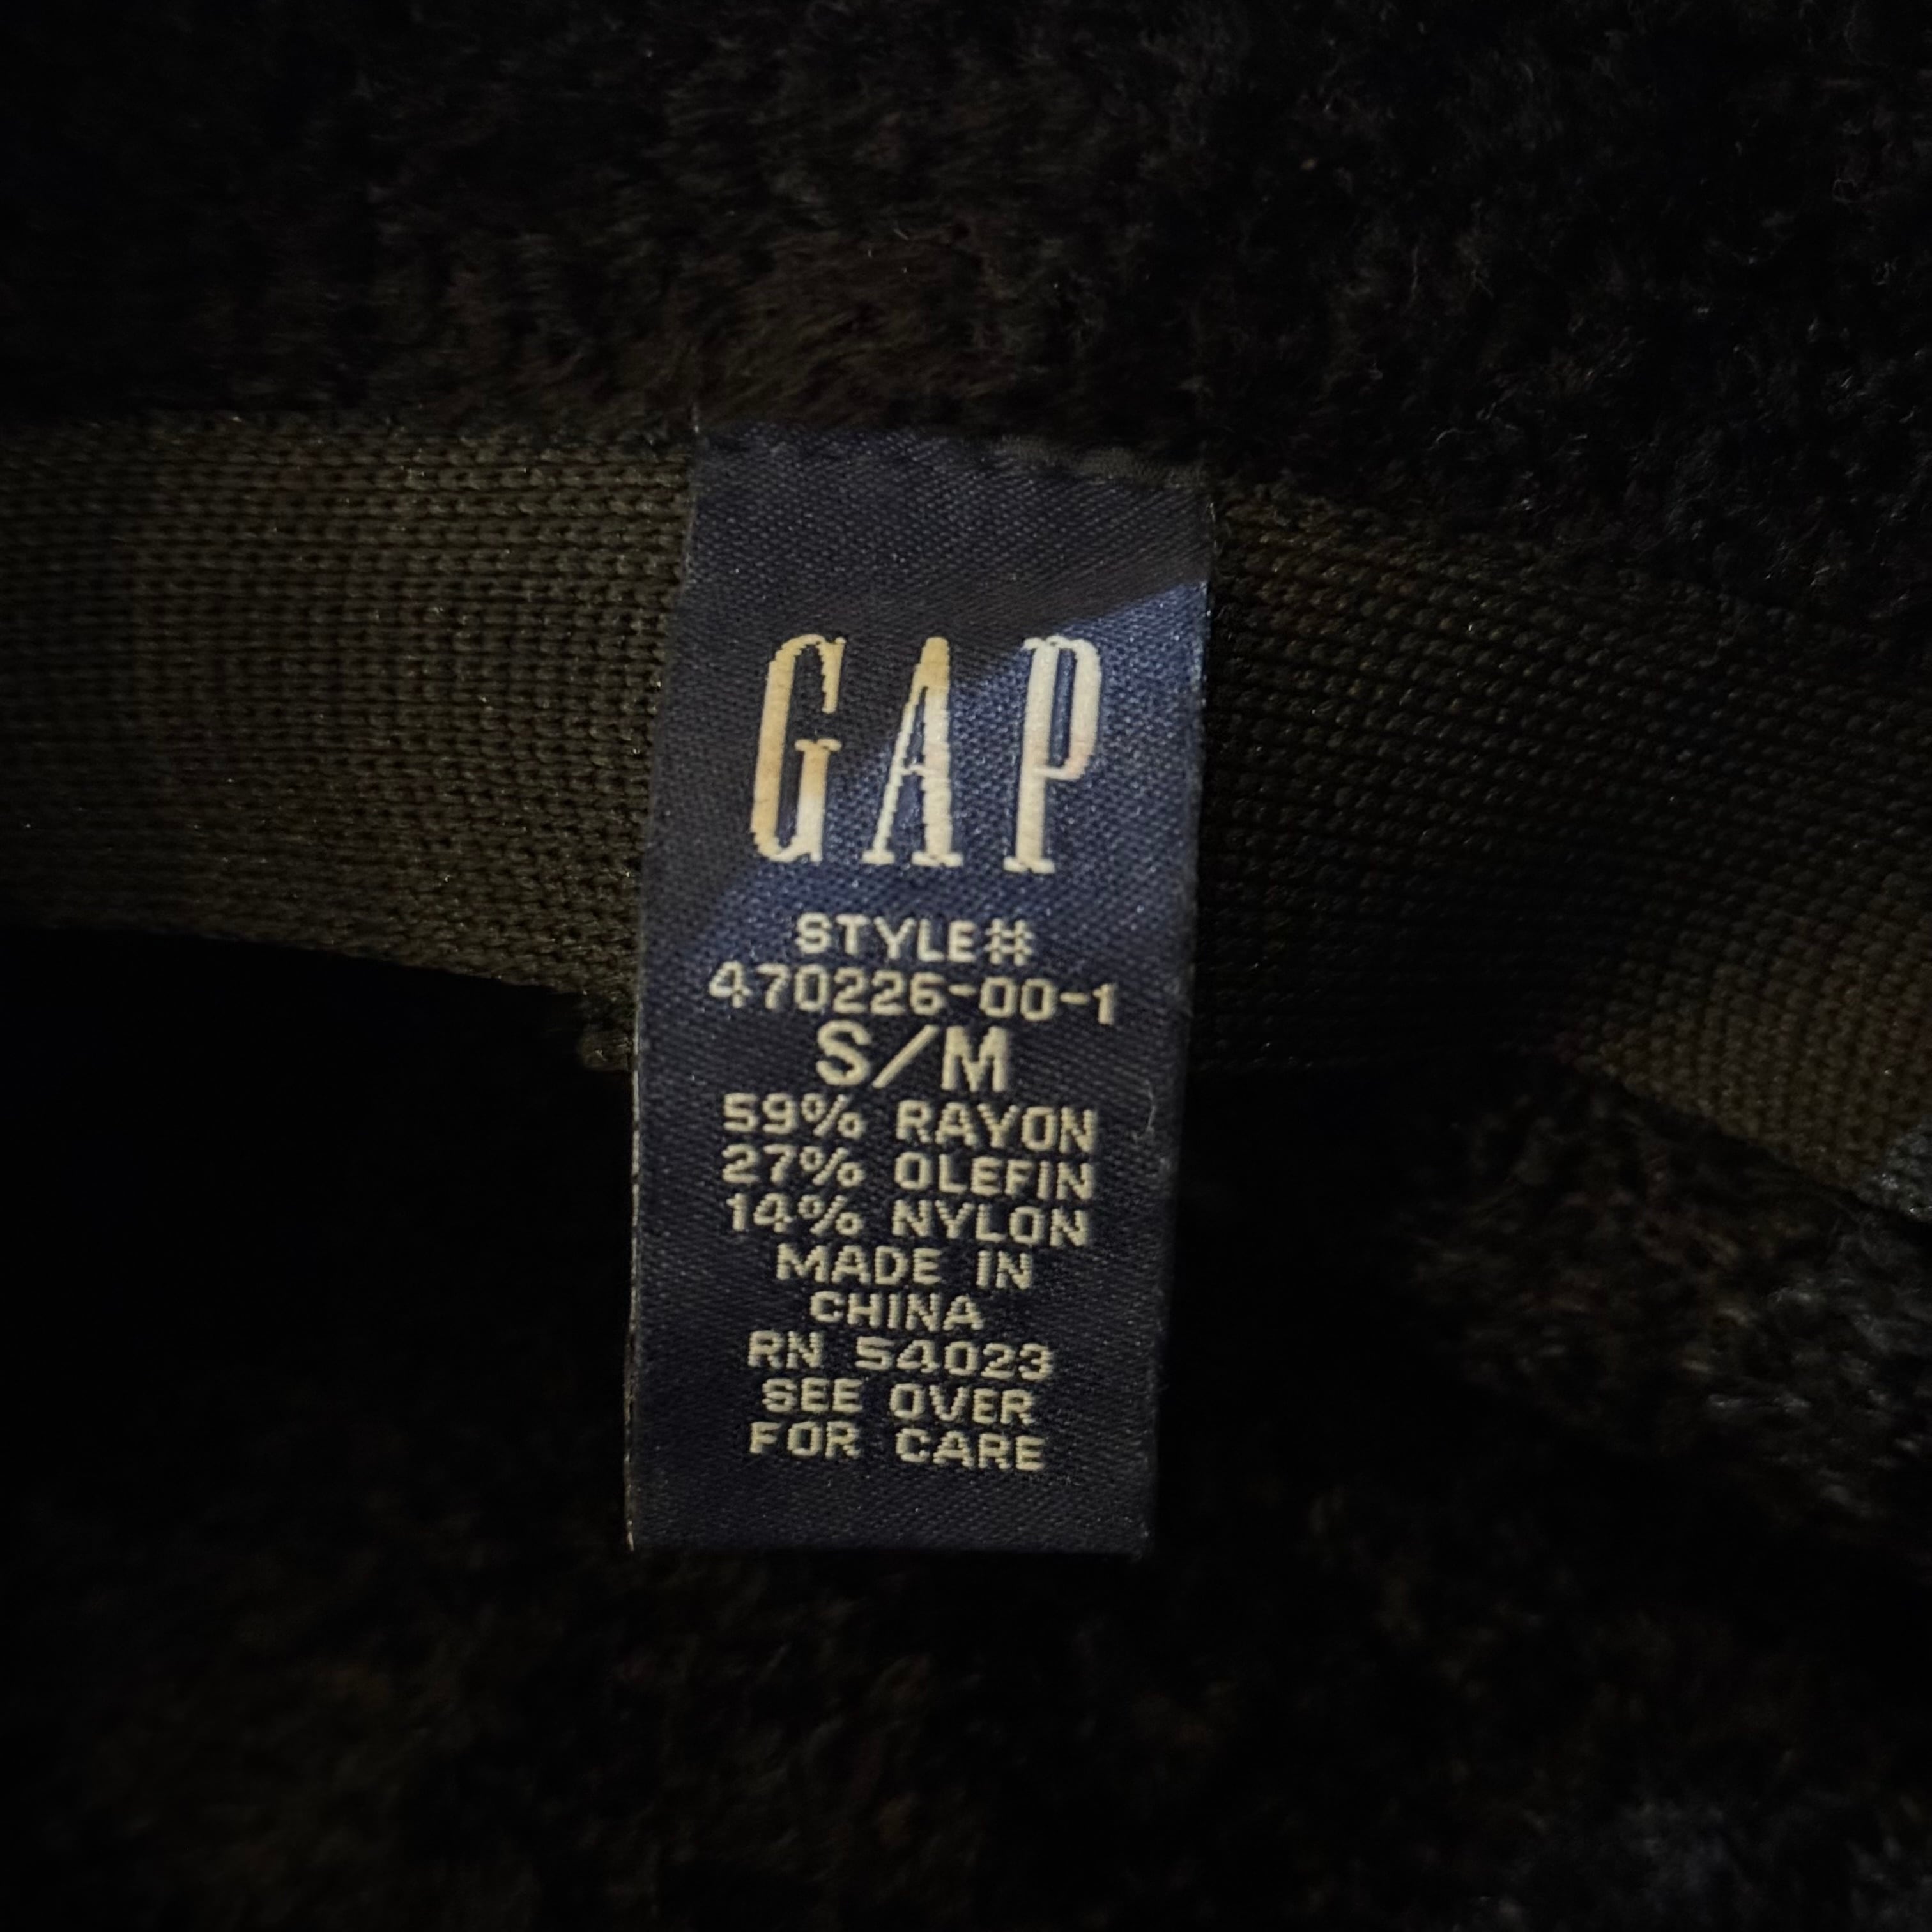 GAP
STYLE#
470226-00-1
S/M
59% RAYON
27% OLEFIN
14% NYLON
MADE IN
CHINA
RN 54023
SEE OVER
FOR CARE